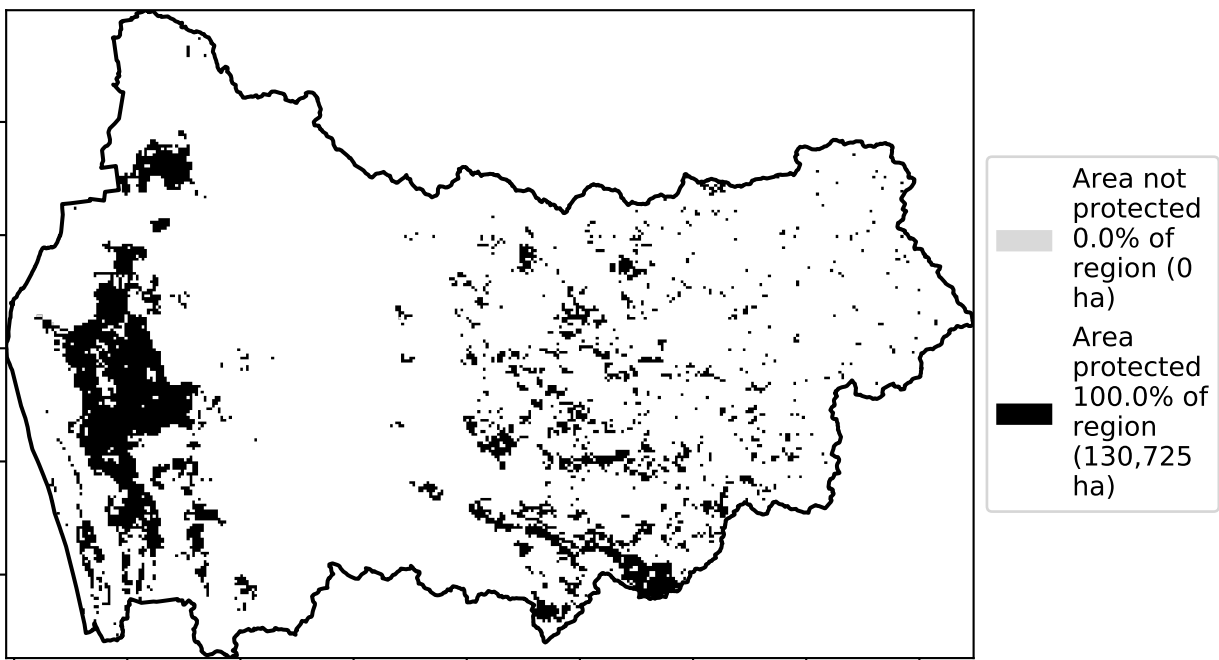 Area not
protected
0.0% of
region (0
ha)
Area
protected
100.0% of
region
(130,725
ha)